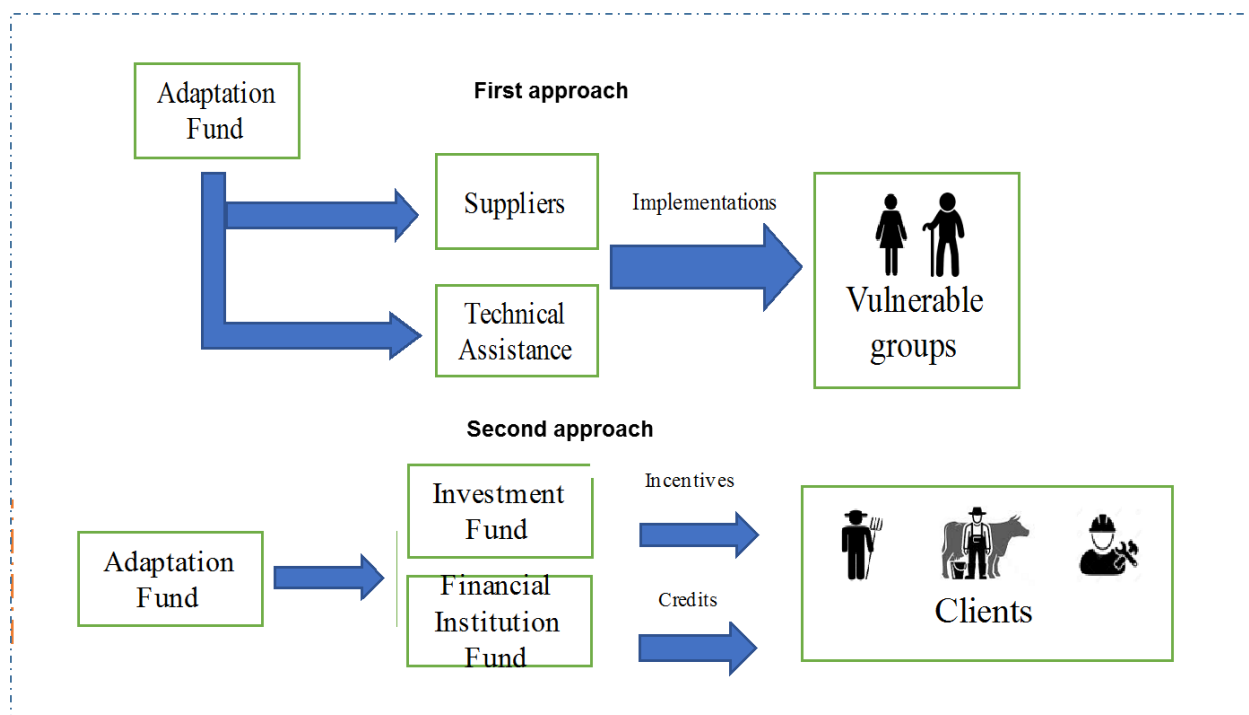 Adaptation
Fund
First approach
Suppliers
Implementations
Technical
Assistance
Vulnerable
groups
Second approach
Investment
Fund
Incentives
Adaptation
Fund
Financial
Institution
Fund
Credits
Clients